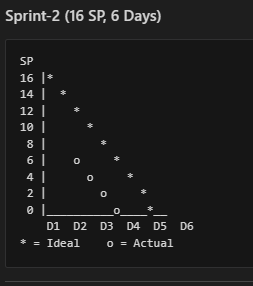 Sprint-2 (16 SP, 6 Days)
SP
16 |*
14 |  *
12 |    *
10 |      *
 8 |        *
 6 |    o     *
 4 |      o     *
 2 |        o     *
 0 |__________o____*__
    D1  D2  D3  D4  D5  D6
* = Ideal    o = Actual